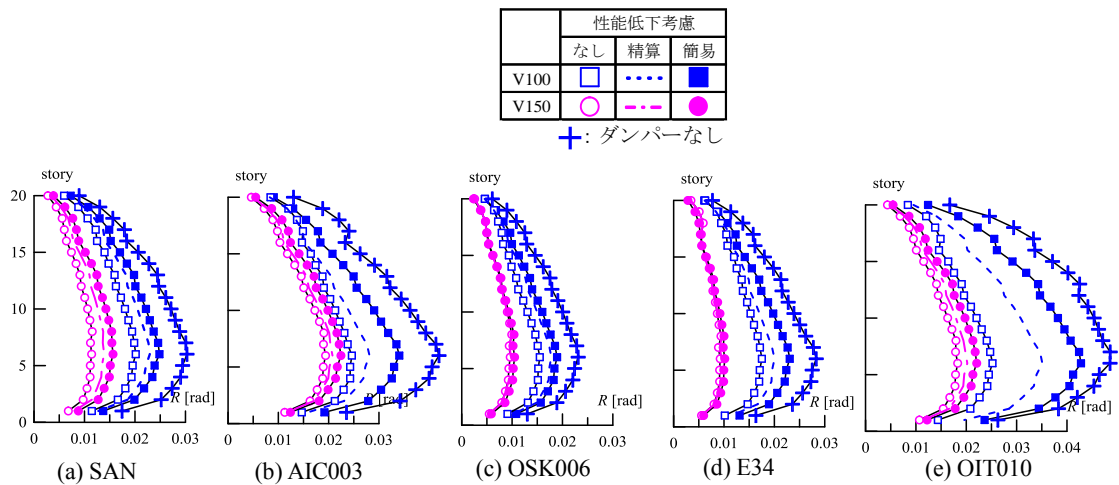 性能低下考慮
なし 精算 簡易
V100
V150
+: ダンパーなし
story
20
15
10
5
0
R [rad]
0 0.01 0.02 0.03
(a) SAN
story
R [rad]
0 0.01 0.03
(b) AIC003
story
R [rad]
0 0.01 0.02 0.03
(c) OSK006
story
R [rad]
0 0.01 0.02 0.03
(d) E34
story
R [rad]
0 0.01 0.02 0.03 0.04
(e) OIT010